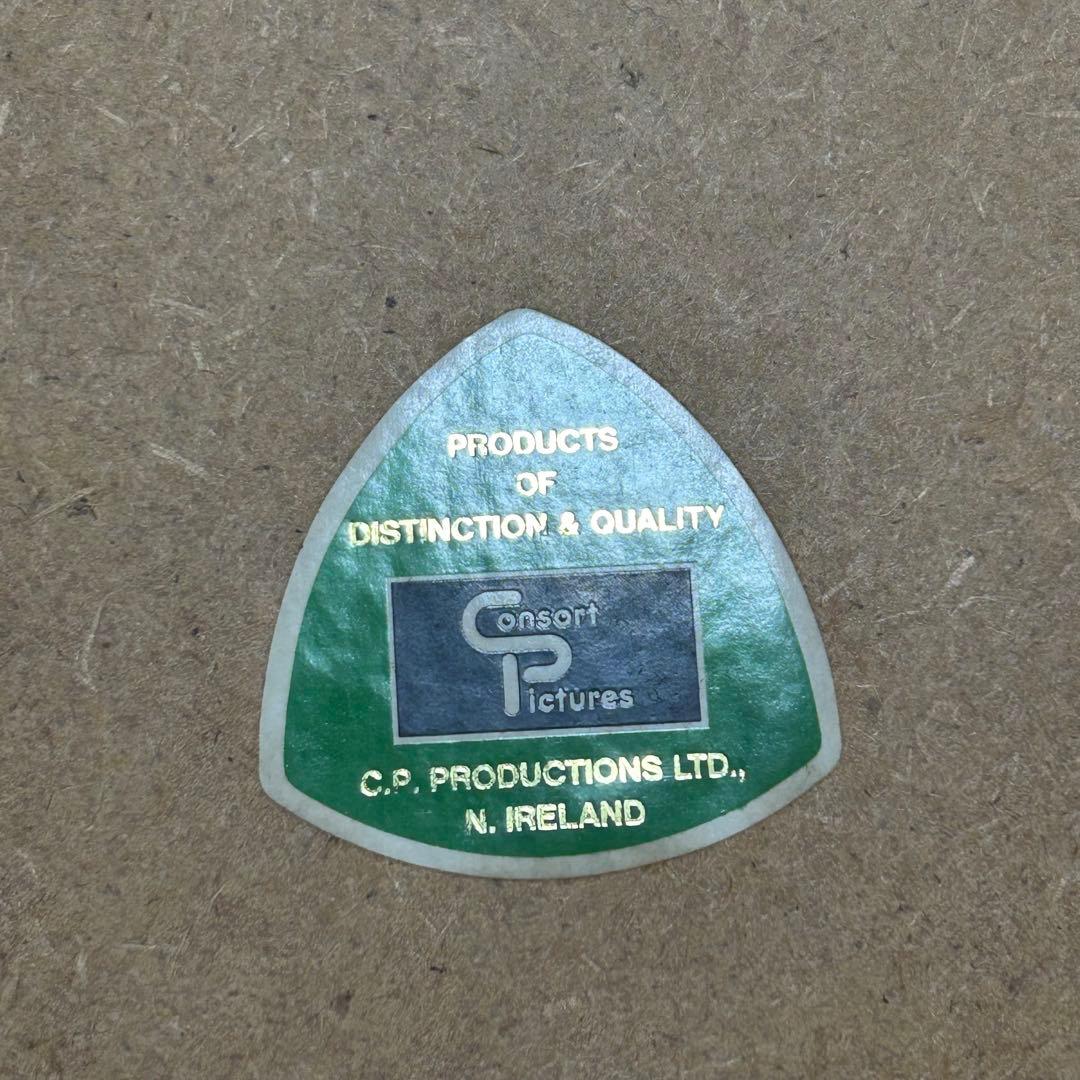 PRODUCTS
OF
DISTINCTION & QUALITY
Consort
Pictures
C.P. PRODUCTIONS LTD.,
N. IRELAND